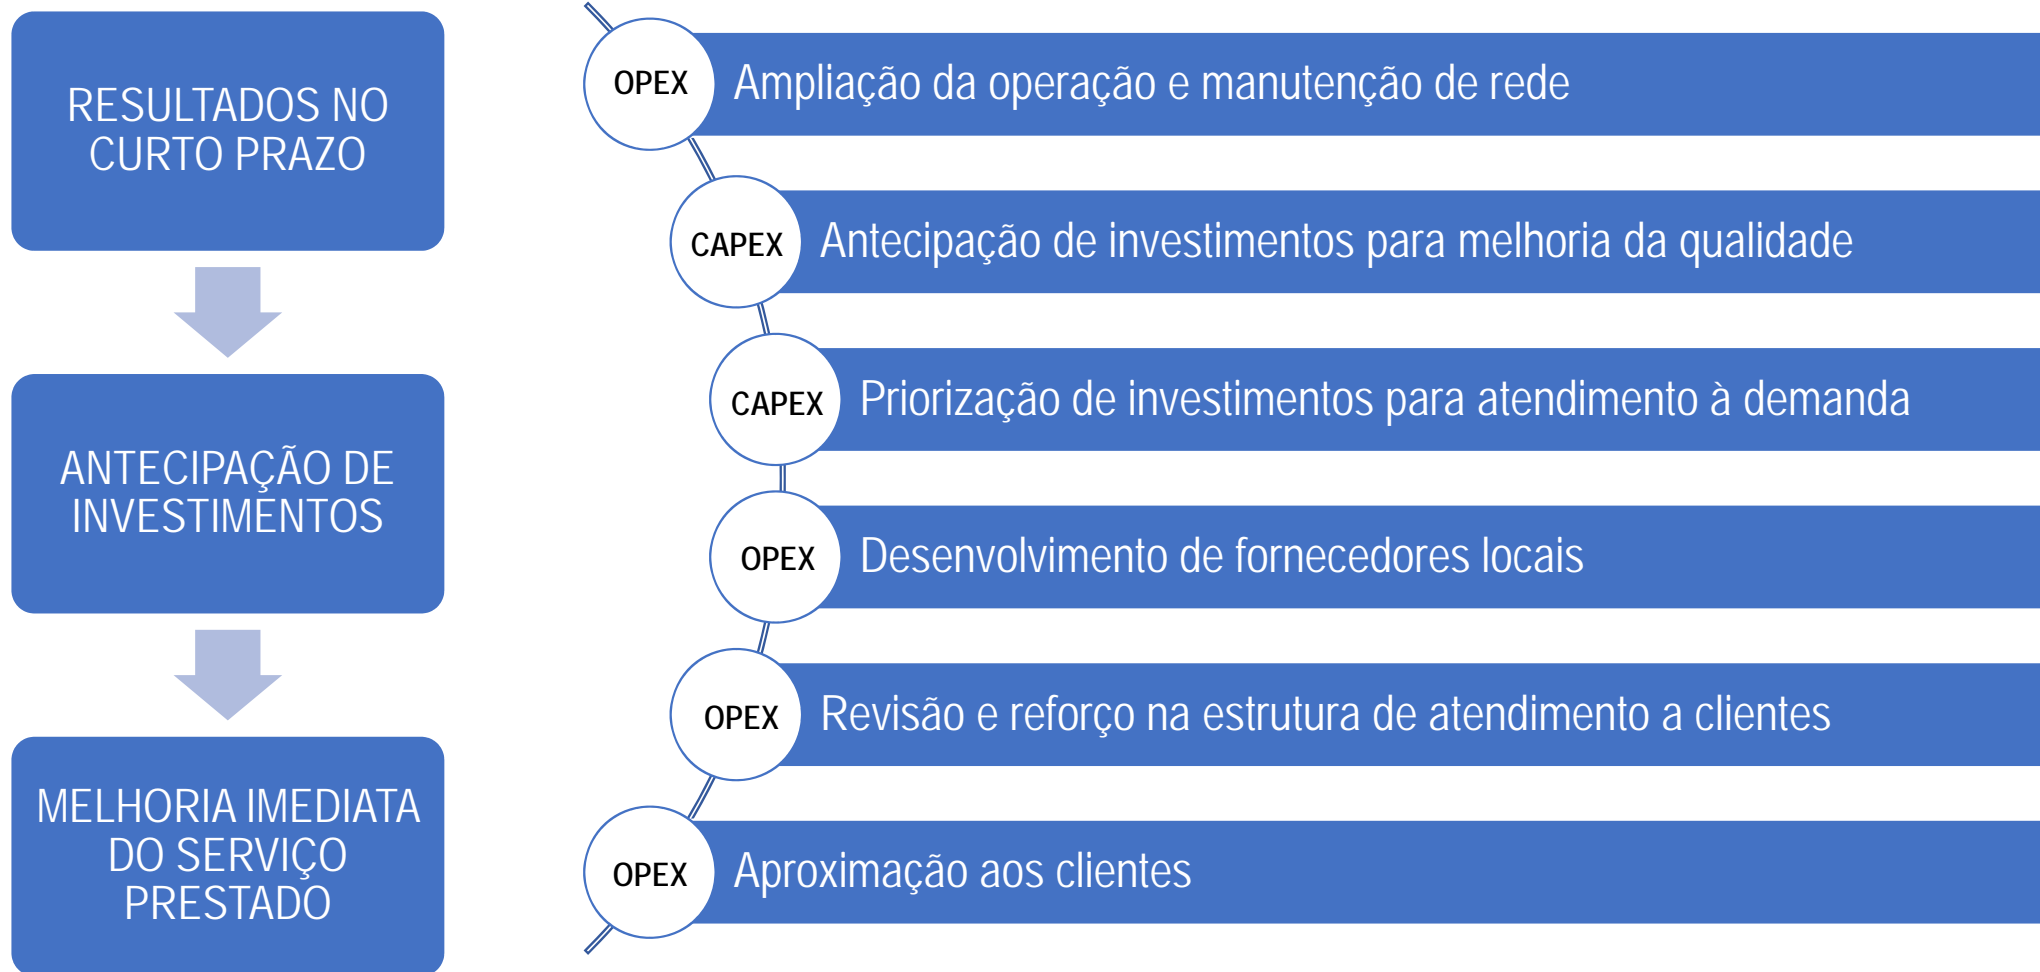 RESULTADOS NO
CURTO PRAZO
ANTECIPAÇÃO DE
INVESTIMENTOS
MELHORIA IMEDIATA
DO SERVIÇO
PRESTADO
OPEX Ampliação da operação e manutenção de rede
CAPEX Antecipação de investimentos para melhoria da qualidade
CAPEX Priorização de investimentos para atendimento à demanda
OPEX Desenvolvimento de fornecedores locais
OPEX Revisão e reforço na estrutura de atendimento a clientes
OPEX Aproximação aos clientes